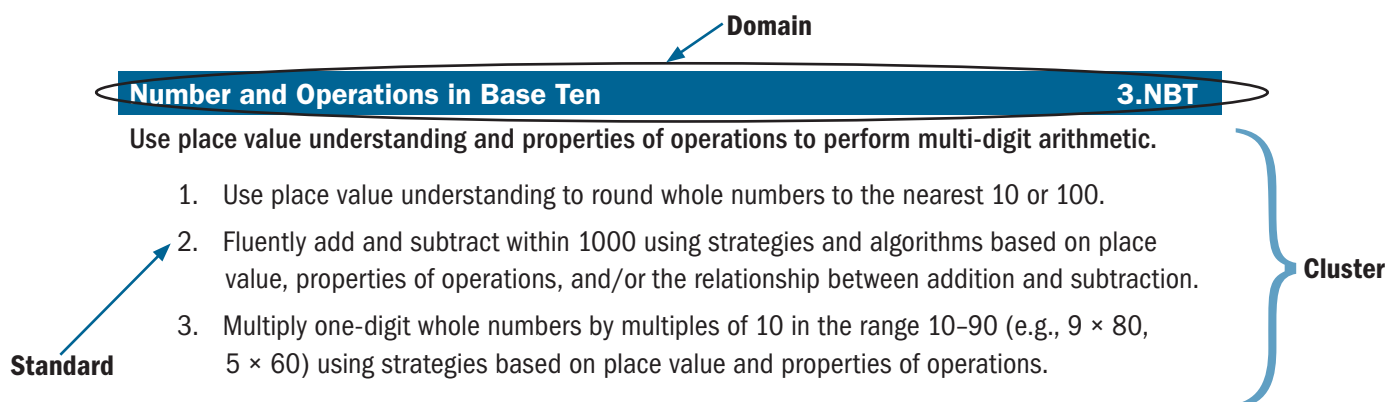 Domain
Number and Operations in Base Ten 3.NBT
Use place value understanding and properties of operations to perform multi-digit arithmetic.
1. Use place value understanding to round whole numbers to the nearest 10 or 100.
2. Fluently add and subtract within 1000 using strategies and algorithms based on place
value, properties of operations, and/or the relationship between addition and subtraction.
Cluster
3. Multiply one-digit whole numbers by multiples of 10 in the range 10–90 (e.g., 9 × 80,
5 × 60) using strategies based on place value and properties of operations.
Standard